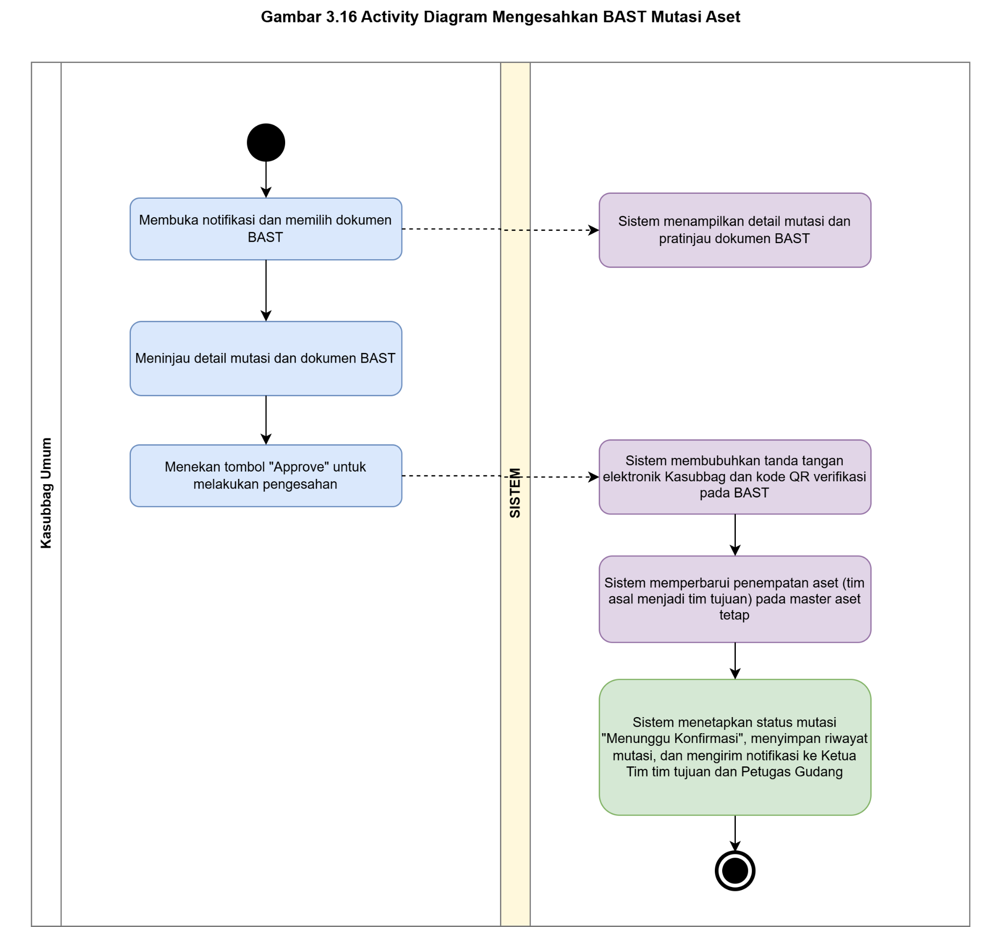 Gambar 3.16 Activity Diagram Mengesahkan BAST Mutasi Aset
Kasubbag Umum
Membuka notifikasi dan memilih dokumen
BAST
Meninjau detail mutasi dan dokumen BAST
Menekan tombol "Approve" untuk
melakukan pengesahan
SISTEM
Sistem menampilkan detail mutasi dan
pratinjau dokumen BAST
Sistem membubuhkan tanda tangan
elektronik Kasubbag dan kode QR verifikasi
pada BAST
Sistem memperbarui penempatan aset (tim
asal menjadi tim tujuan) pada master aset
tetap
Sistem menetapkan status mutasi
"Menunggu Konfirmasi", menyimpan riwayat
mutasi, dan mengirim notifikasi ke Ketua
Tim tim tujuan dan Petugas Gudang